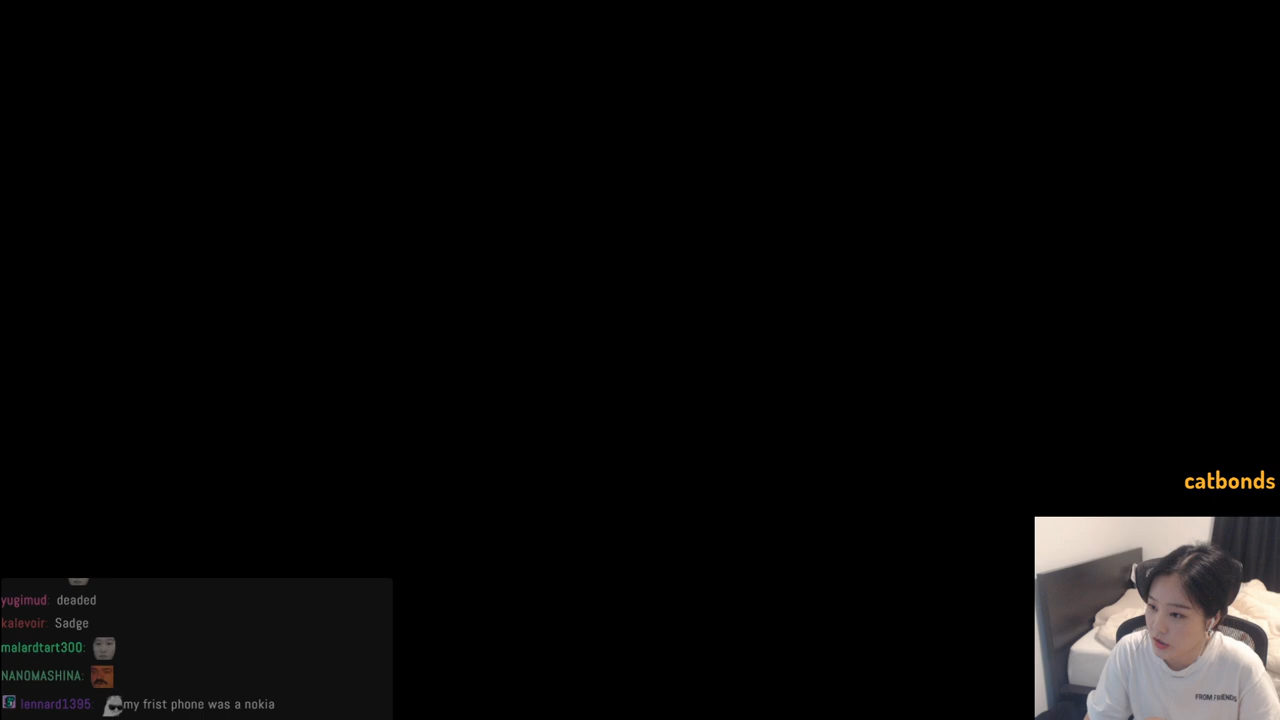 catbonds
yugimud: deaded
kalevoir: Sadge
malardtart300:
NANOMASHINA:
lennard1395: my frist phone was a nokia
FROM FRIENDS